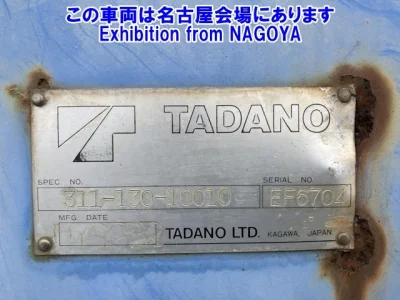 この車両は名古屋会場にあります
Exhibition from NAGOYA
TADANO
SPEC NO. SERIAL NO.
311-130-10010 EF6704
MFG. DATE
TADANO LTD. KAGAWA, JAPAN